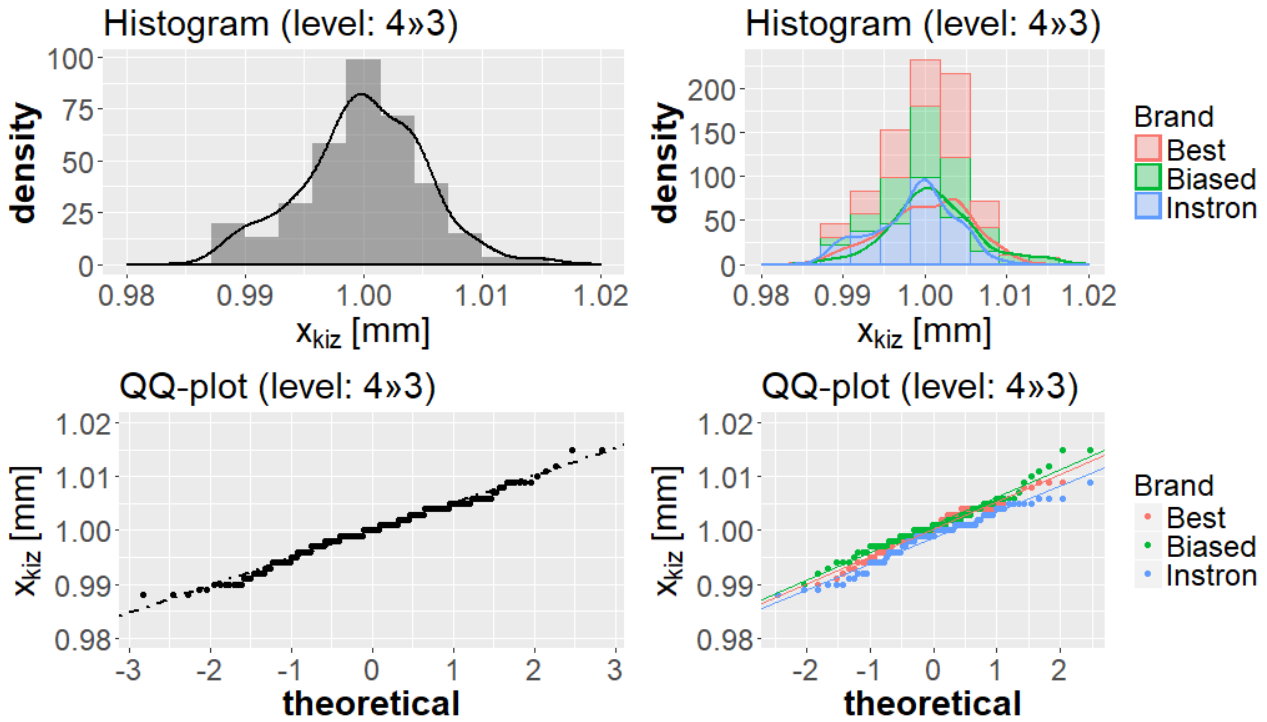 Histogram (level: 4»3)
100
75
50
25
0
density
0.98 0.99 1.00 1.01 1.02
xkiz [mm]
Histogram (level: 4»3)
200
150
100
50
0
density
0.98 0.99 1.00 1.01 1.02
xkiz [mm]
Brand
Best
Biased
Instron
QQ-plot (level: 4»3)
1.02
1.01
1.00
0.99
0.98
xkiz [mm]
-3 -2 -1 0 1 2 3
theoretical
QQ-plot (level: 4»3)
1.02
1.01
1.00
0.99
0.98
xkiz [mm]
-2 -1 0 1 2
theoretical
Brand
Best
Biased
Instron